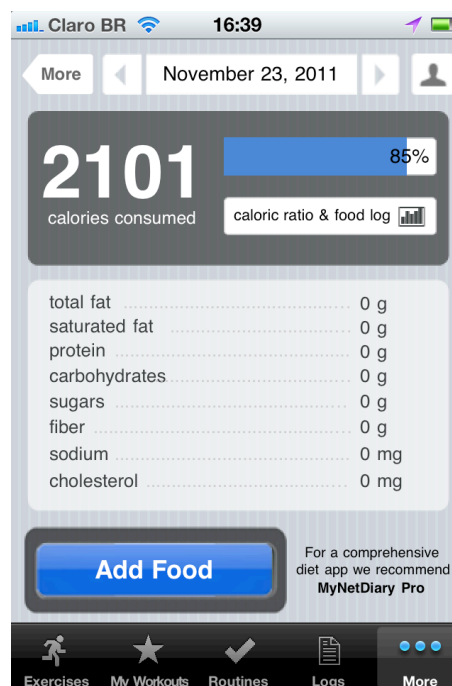 Claro BR 16:39
More November 23, 2011
2101
calories consumed
85%
caloric ratio & food log
total fat 0 g
saturated fat 0 g
protein 0 g
carbohydrates 0 g
sugars 0 g
fiber 0 g
sodium 0 mg
cholesterol 0 mg
Add Food
For a comprehensive
diet app we recommend
MyNetDiary Pro
Exercises My Workouts Routines Logs More